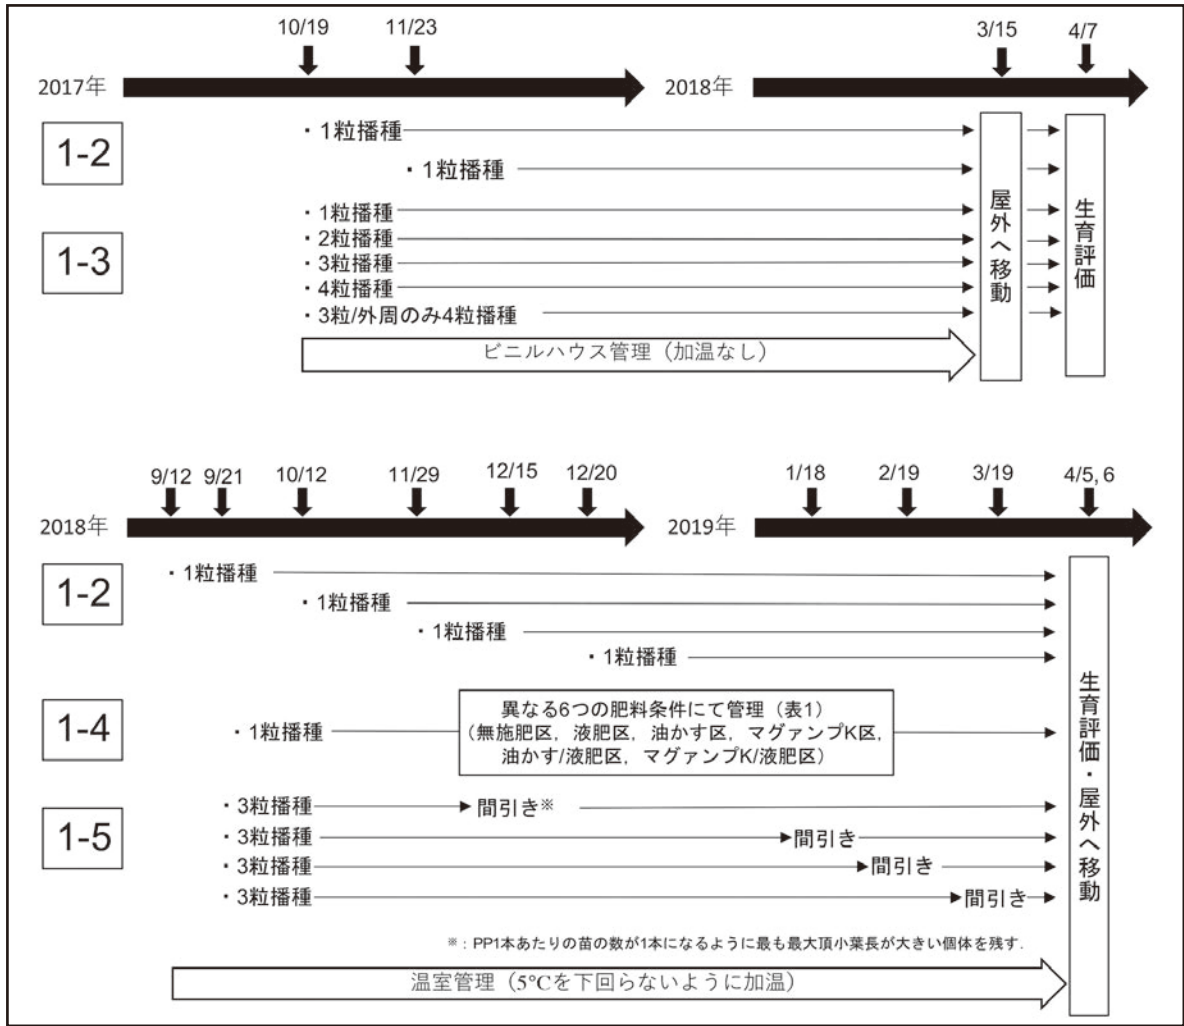 10/19 11/23 3/15 4/7
2017年 2018年
1-2
・1粒播種
・1粒播種
1-3
・1粒播種
・2粒播種
・3粒播種
・4粒播種
・3粒/外周のみ4粒播種
屋外へ移動
生育評価
ビニルハウス管理（加温なし）
9/12 9/21 10/12 11/29 12/15 12/20 1/18 2/19 3/19 4/5, 6
2018年 2019年
1-2
・1粒播種
・1粒播種
・1粒播種
・1粒播種
1-4
・1粒播種
異なる6つの肥料条件にて管理（表1）
（無施肥区，液肥区，油かす区，マグァンプK区，
油かす/液肥区，マグァンプK/液肥区）
1-5
・3粒播種 間引き※
・3粒播種 間引き
・3粒播種 間引き
・3粒播種 間引き
生育評価・屋外へ移動
※：PP1本あたりの苗の数が1本になるように最も最大頂小葉長が大きい個体を残す.
温室管理（5°Cを下回らないように加温）